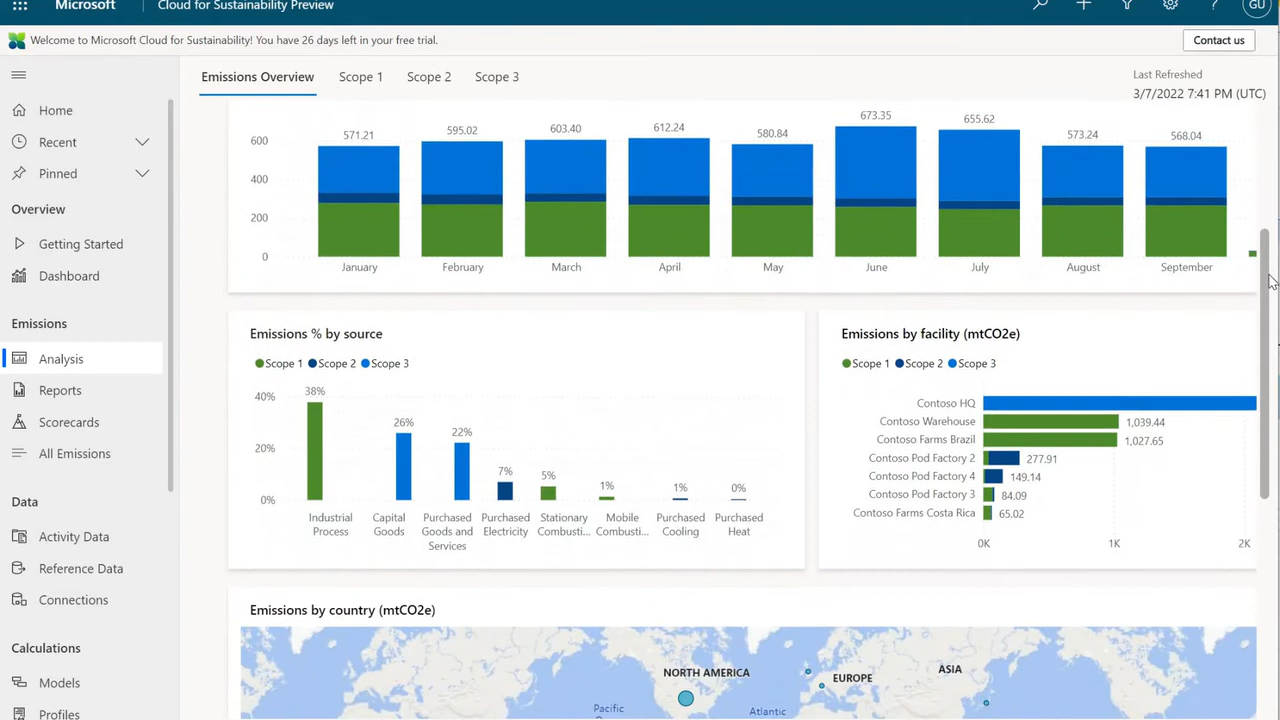 Microsoft Cloud for Sustainability Preview GU
Welcome to Microsoft Cloud for Sustainability! You have 26 days left in your free trial. Contact us
Home
Recent
Pinned
Overview
Getting Started
Dashboard
Emissions
Analysis
Reports
Scorecards
All Emissions
Data
Activity Data
Reference Data
Connections
Calculations
Models
Profiles
Emissions Overview Scope 1 Scope 2 Scope 3
Last Refreshed
3/7/2022 7:41 PM (UTC)
600
400
200
0
571.21 595.02 603.40 612.24 580.84 673.35 655.62 573.24 568.04
January February March April May June July August September
Emissions % by source
Scope 1 Scope 2 Scope 3
40%
20%
0%
38% 26% 22% 7% 5% 1% 1% 0%
Industrial Process
Capital Goods
Purchased Goods and Services
Purchased Electricity
Stationary Combusti...
Mobile Combusti...
Purchased Cooling
Purchased Heat
Emissions by facility (mtCO2e)
Scope 1 Scope 2 Scope 3
Contoso HQ
Contoso Warehouse 1,039.44
Contoso Farms Brazil 1,027.65
Contoso Pod Factory 2 277.91
Contoso Pod Factory 4 149.14
Contoso Pod Factory 3 84.09
Contoso Farms Costa Rica 65.02
0K 1K 2K
Emissions by country (mtCO2e)
NORTH AMERICA EUROPE ASIA
Pacific Atlantic